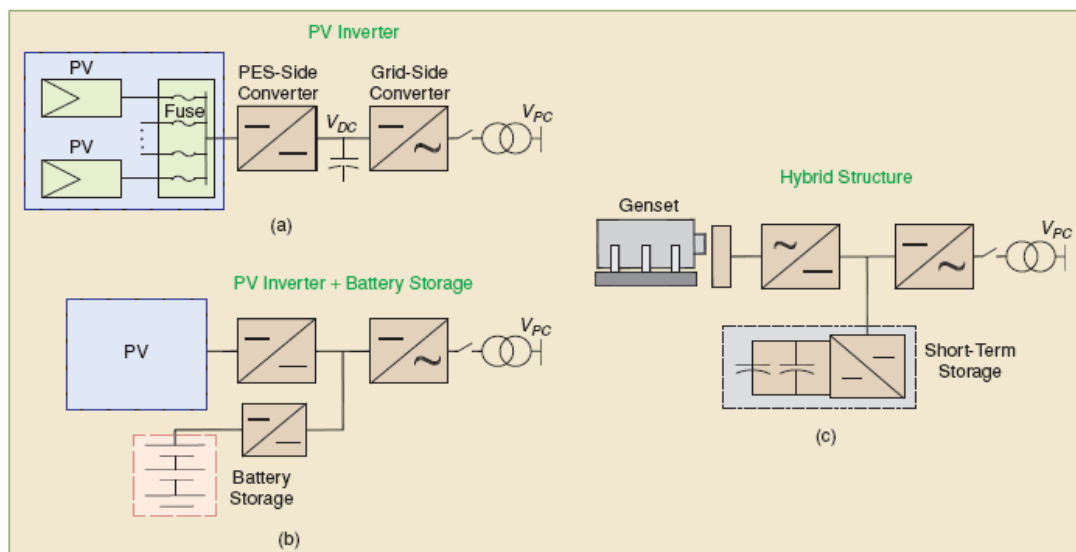 PV Inverter
PV
Fuse
PV
PES-Side
Converter
V_DC
Grid-Side
Converter
V_PC
(a)
PV Inverter + Battery Storage
PV
V_PC
Battery
Storage
(b)
Hybrid Structure
Genset
V_PC
Short-Term
Storage
(c)